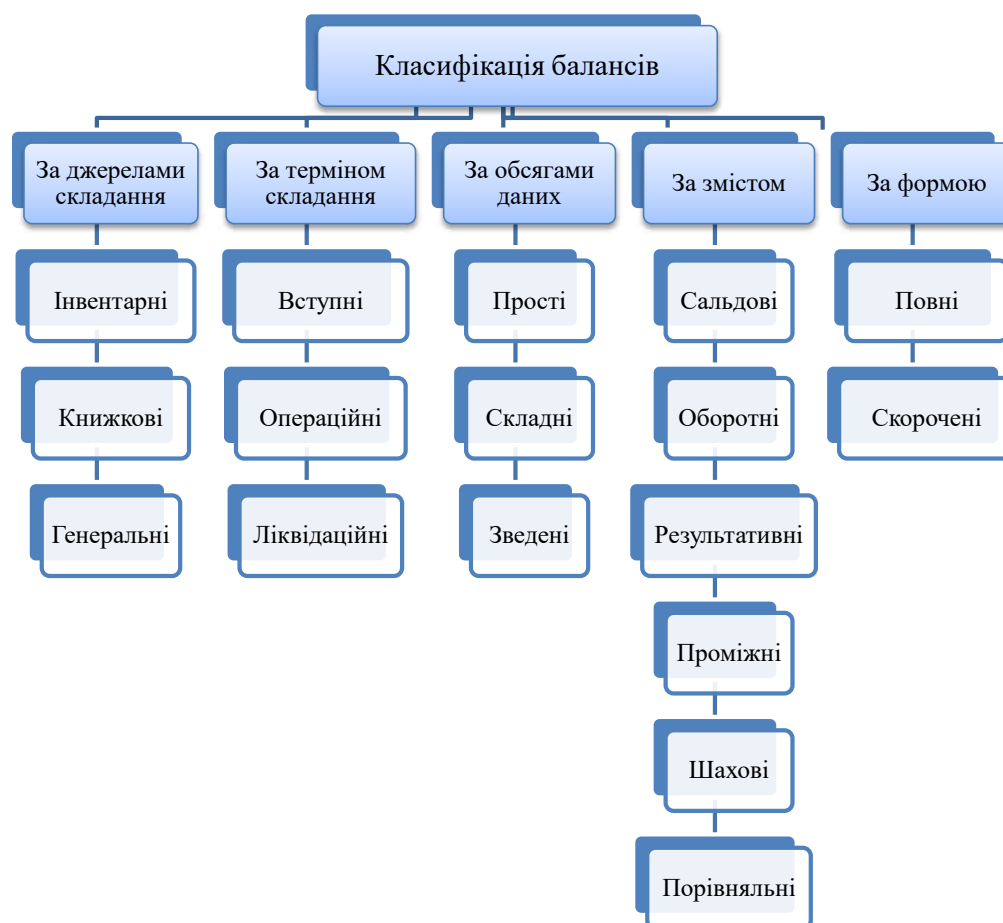 Класифікація балансів
За джерелами
складання
За терміном
складання
За обсягами
даних
За змістом
За формою
Інвентарні
Вступні
Прості
Сальдові
Повні
Книжкові
Операційні
Складні
Оборотні
Скорочені
Генеральні
Ліквідаційні
Зведені
Результативні
Проміжні
Шахові
Порівняльні